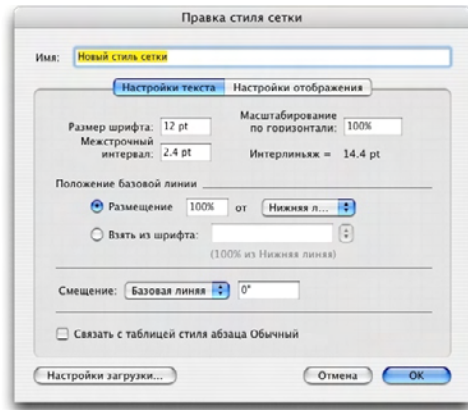 Правка стиля сетки
Имя: Новый стиль сетки
Настройки текста Настройки отображения
Размер шрифта: 12 pt
Масштабирование по горизонтали: 100%
Межстрочный интервал: 2.4 pt
Интерлиньяж = 14.4 pt
Положение базовой линии
Размещение 100% от Нижняя л...
Взять из шрифта:
(100% из Нижняя линия)
Смещение: Базовая линия 0°
Связать с таблицей стиля абзаца Обычный
Настройки загрузки... Отмена OK